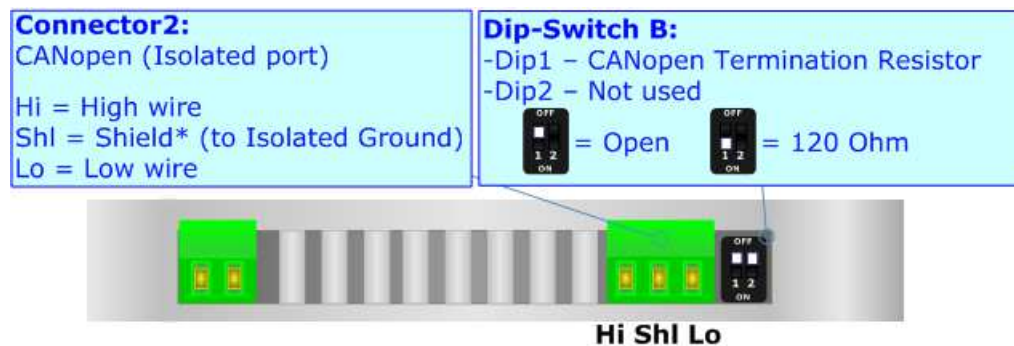 Connector2:
CANopen (Isolated port)
Hi = High wire
Shl = Shield* (to Isolated Ground)
Lo = Low wire
Dip-Switch B:
-Dip1 – CANopen Termination Resistor
-Dip2 – Not used
OFF
1 2
ON
= Open
OFF
1 2
ON
= 120 Ohm
OFF
1 2
ON
Hi Shl Lo